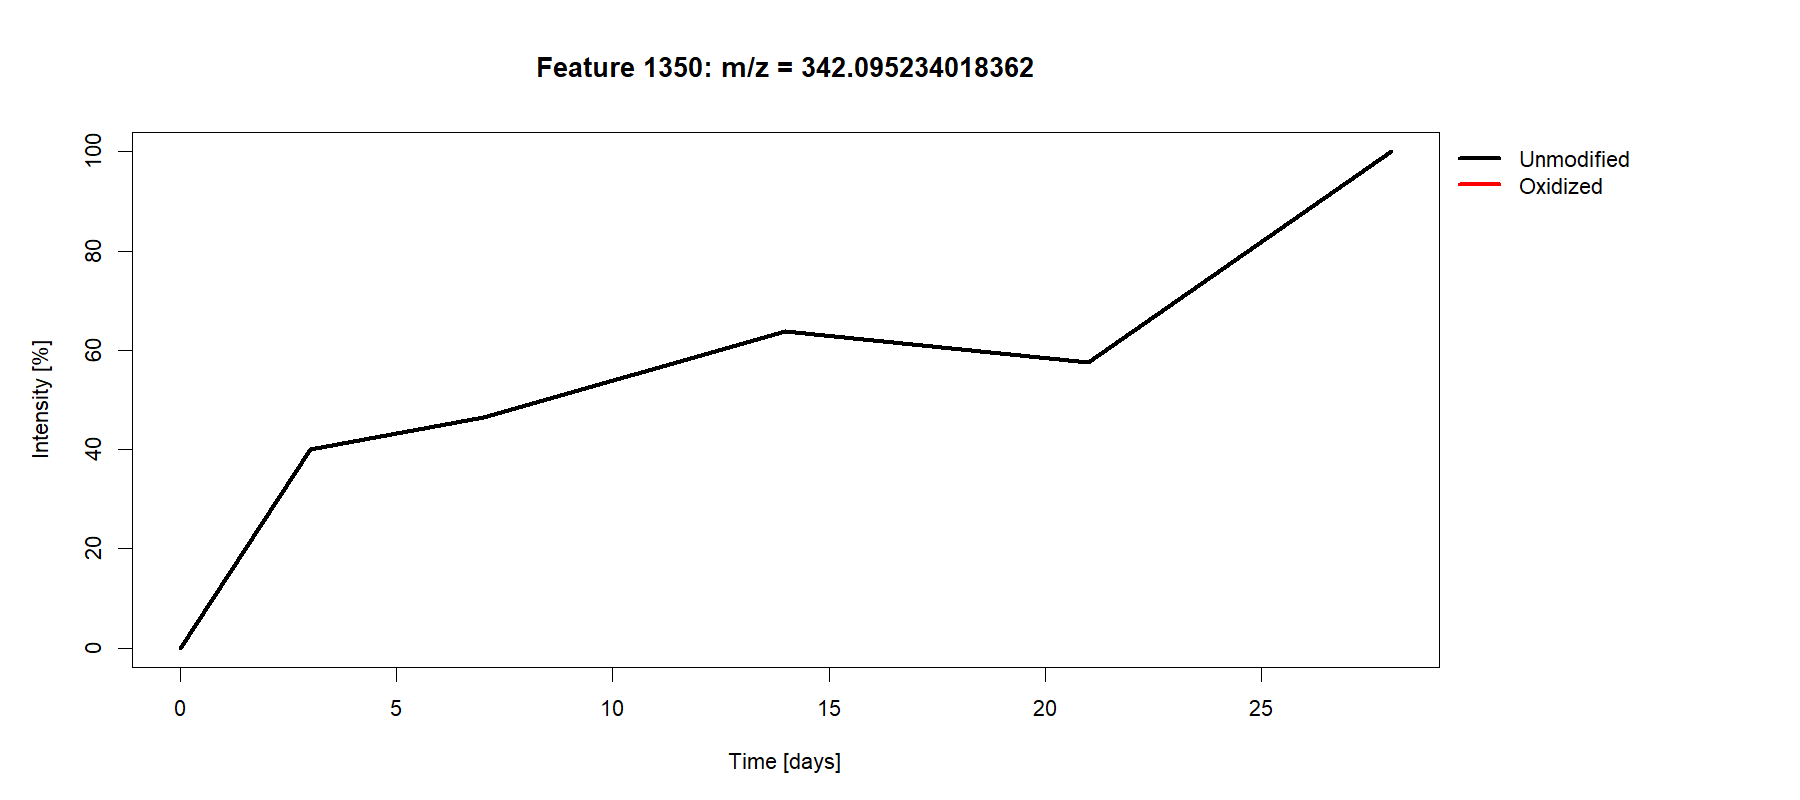 Feature 1350: m/z = 342.095234018362
Unmodified
Oxidized
Intensity [%]
100
80
60
40
20
0
0 5 10 15 20 25
Time [days]